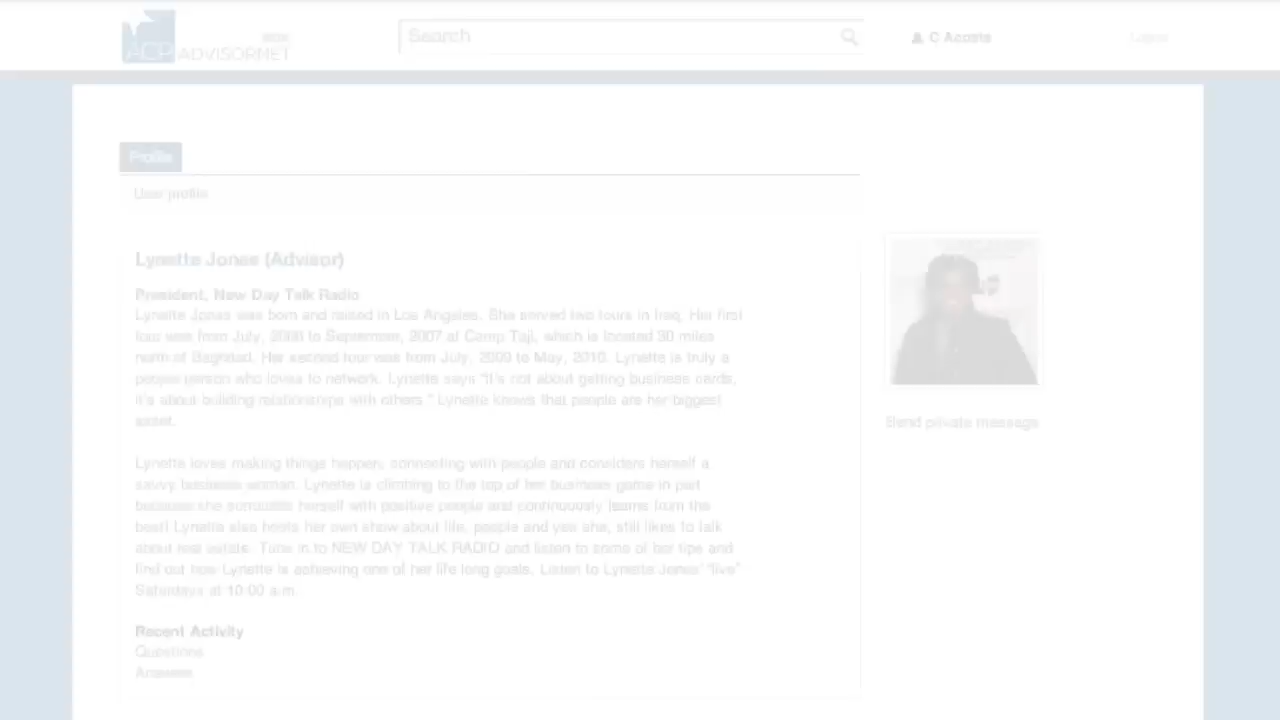 ACP ADVISORNET
Search
C Acosta
Logout
Profile
User profile
Lynette Jones (Advisor)
President, New Day Talk Radio
Lynette Jones was born and raised in Los Angeles. She served two tours in Iraq. Her first
tour was from July, 2006 to September, 2007 at Camp Taji, which is located 30 miles
north of Baghdad. Her second tour was from July, 2009 to May, 2010. Lynette is truly a
people person who loves to network. Lynette says "it's not about getting business cards,
it's about building relationships with others." Lynette knows that people are her biggest
asset.
Lynette loves making things happen, connecting with people and considers herself a
savvy business woman. Lynette is climbing to the top of her business game in part
because she surrounds herself with positive people and continuously learns from the
best! Lynette also hosts her own show about life, people and yes she, still likes to talk
about real estate. Tune in to NEW DAY TALK RADIO and listen to some of her tips and
find out how Lynette is achieving one of her life long goals. Listen to Lynette Jones' "live"
Saturdays at 10:00 a.m.
Recent Activity
Questions
Answers
Send private message